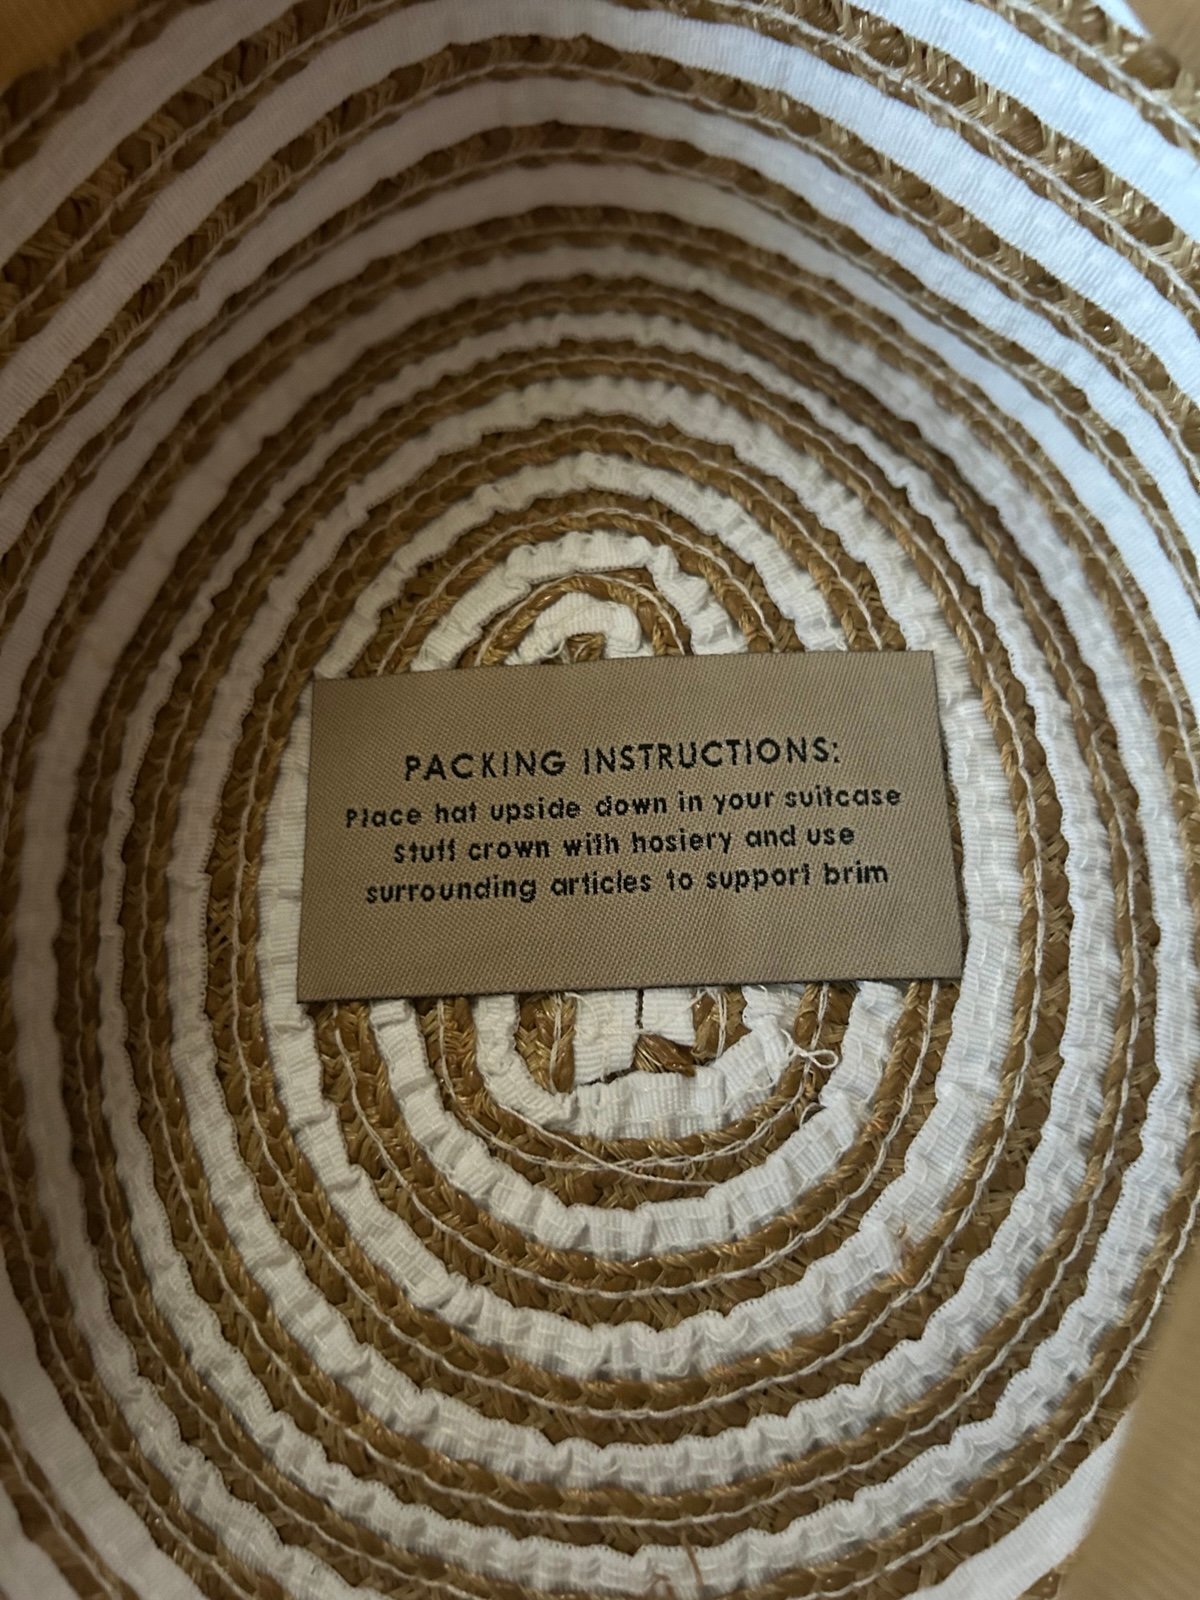 PACKING INSTRUCTIONS:
Place hat upside down in your suitcase
Stuff crown with hosiery and use
surrounding articles to support brim